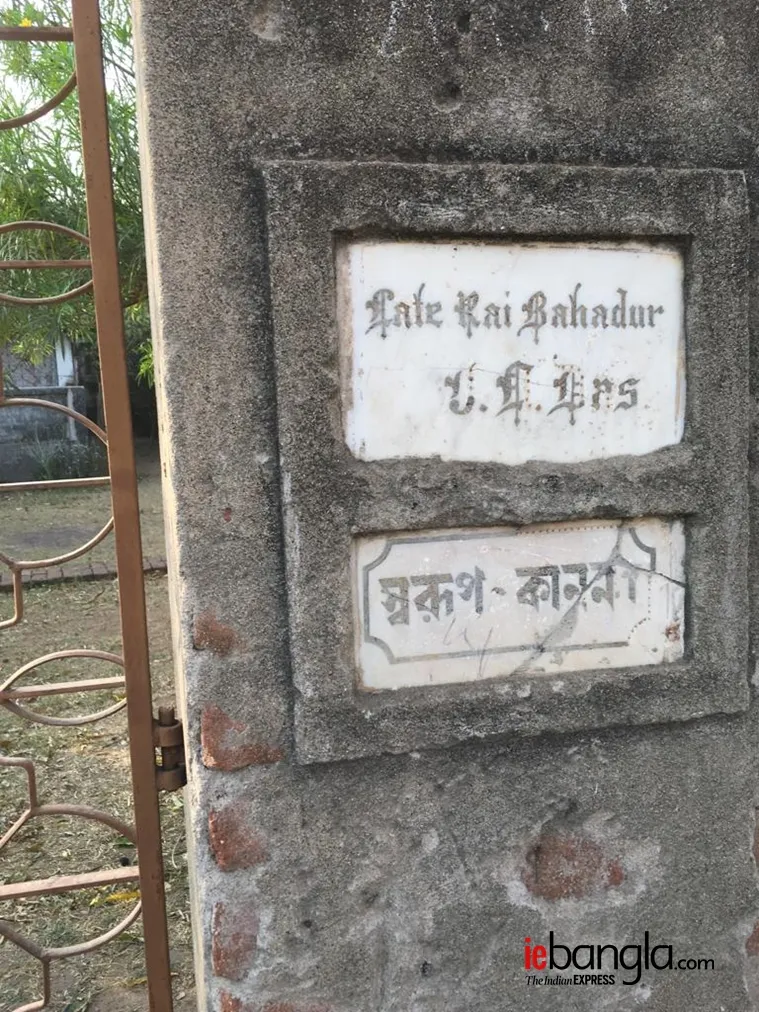 Late Rai Bahadur
U. C. Das
স্বরূপ-কানন
iebangla.com
The Indian EXPRESS